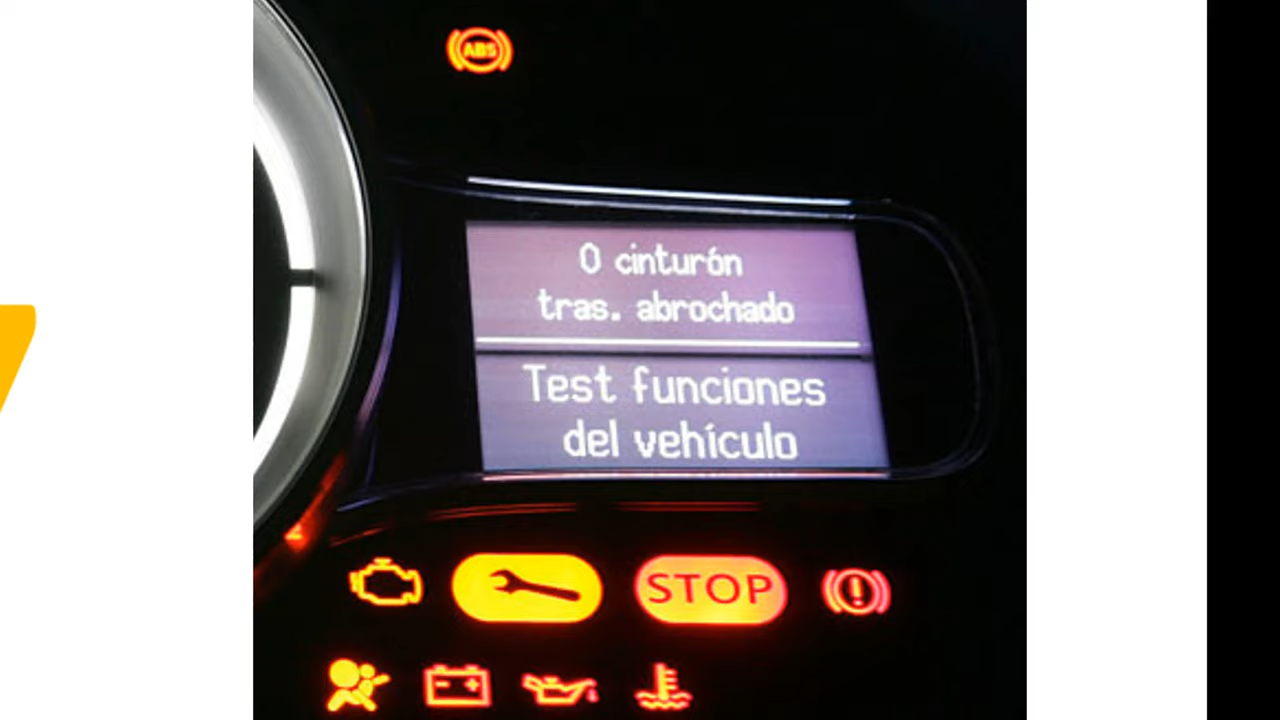 ABS
0 cinturón
tras. abrochado
Test funciones
del vehículo
STOP